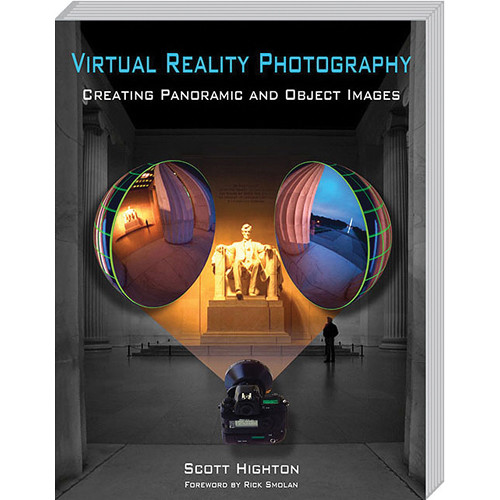 Virtual Reality Photography
Creating Panoramic and Object Images
Scott Highton
Foreword by Rick Smolan